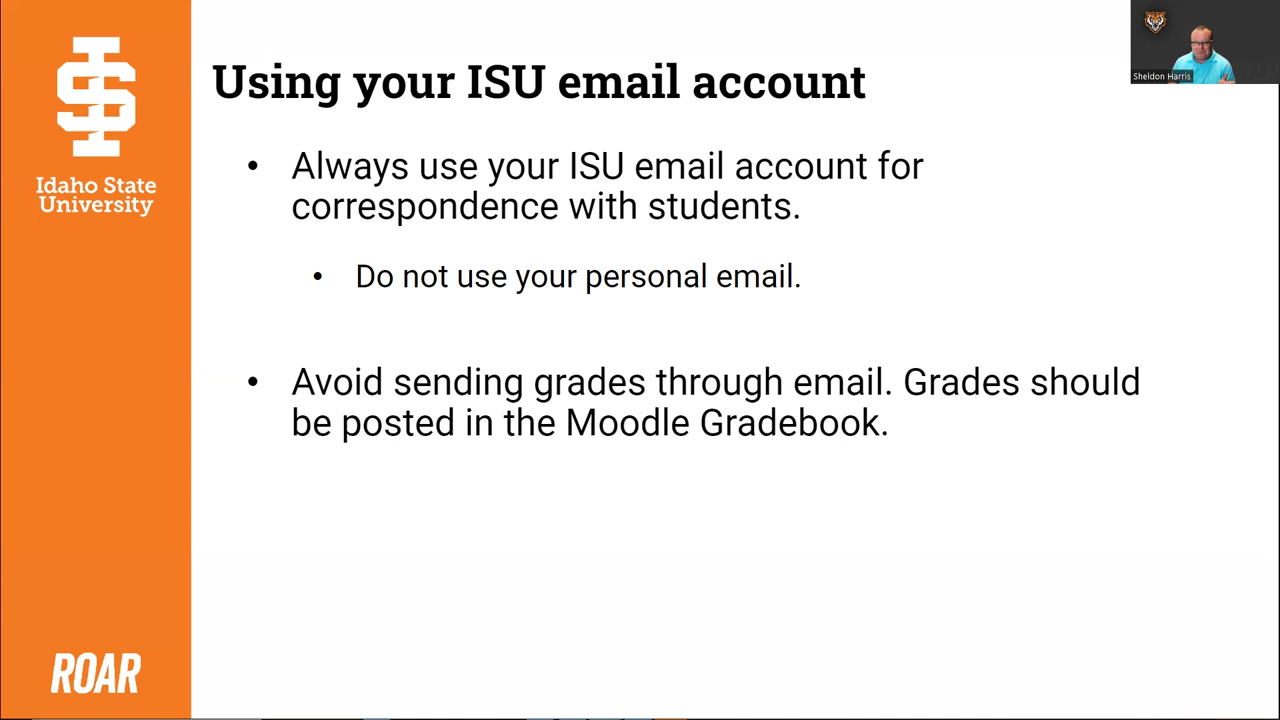 Sheldon Harris
Idaho State
University
Using your ISU email account
• Always use your ISU email account for
correspondence with students.
• Do not use your personal email.
• Avoid sending grades through email. Grades should
be posted in the Moodle Gradebook.
ROAR